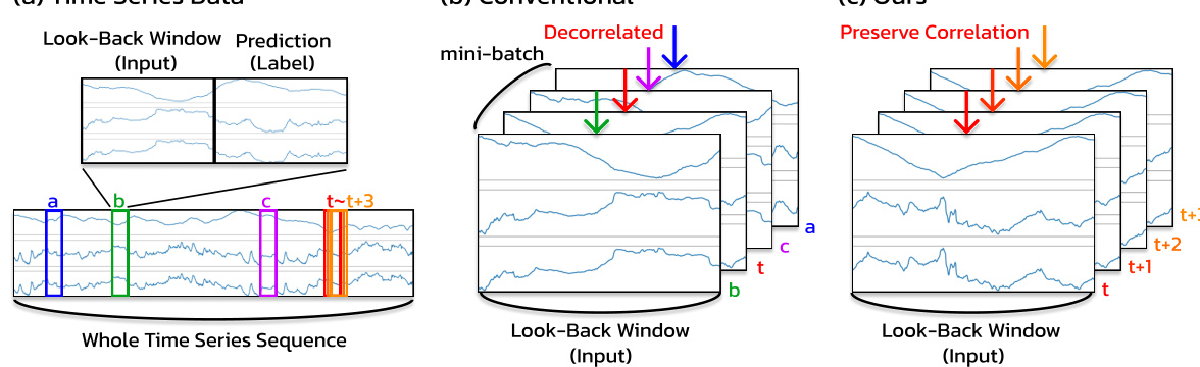 (a) Time Series Data
Look-Back Window
(Input)
Prediction
(Label)
a
b
c
t~t+3
Whole Time Series Sequence
(b) Conventional
Decorrelated
mini-batch
a
c
t
b
Look-Back Window
(Input)
(c) Ours
Preserve Correlation
t+3
t+2
t+1
t
Look-Back Window
(Input)